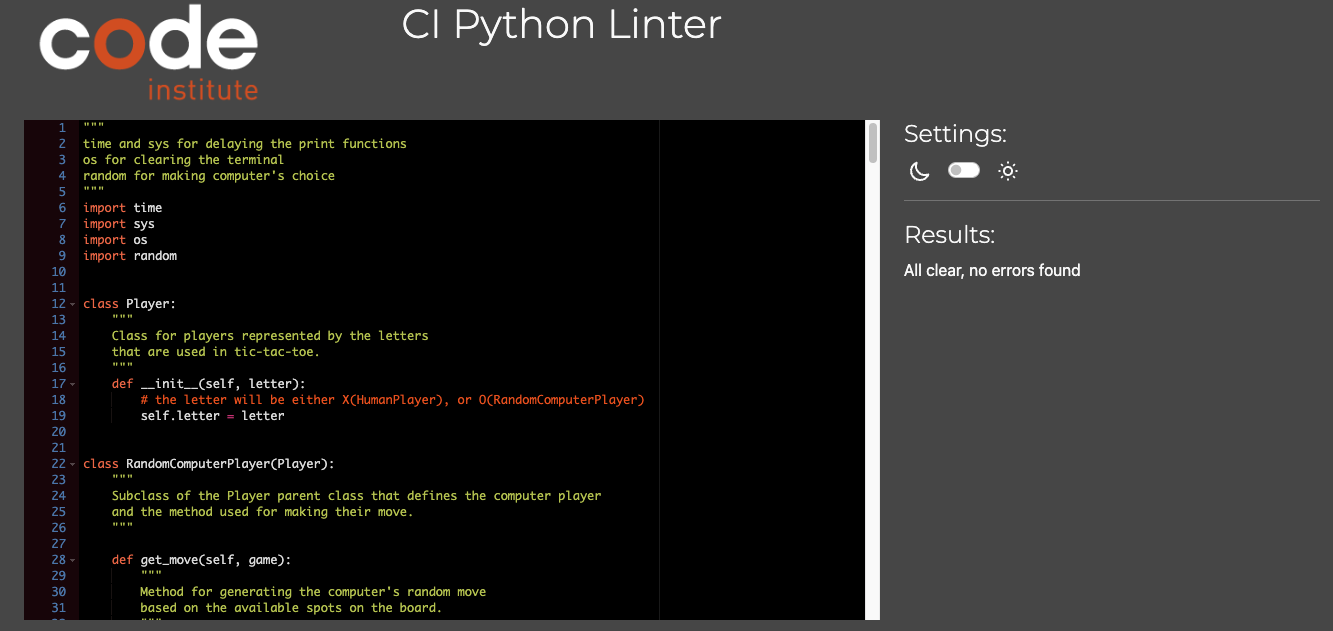 code
institute
CI Python Linter
1 """
2 time and sys for delaying the print functions
3 os for clearing the terminal
4 random for making computer's choice
5 """
6 import time
7 import sys
8 import os
9 import random
10
11
12 class Player:
13 """
14 Class for players represented by the letters
15 that are used in tic-tac-toe.
16 """
17 def __init__(self, letter):
18 # the letter will be either X(HumanPlayer), or O(RandomComputerPlayer)
19 self.letter = letter
20
21
22 class RandomComputerPlayer(Player):
23 """
24 Subclass of the Player parent class that defines the computer player
25 and the method used for making their move.
26 """
27
28 def get_move(self, game):
29 """
30 Method for generating the computer's random move
31 based on the available spots on the board.
Settings:
Results:
All clear, no errors found